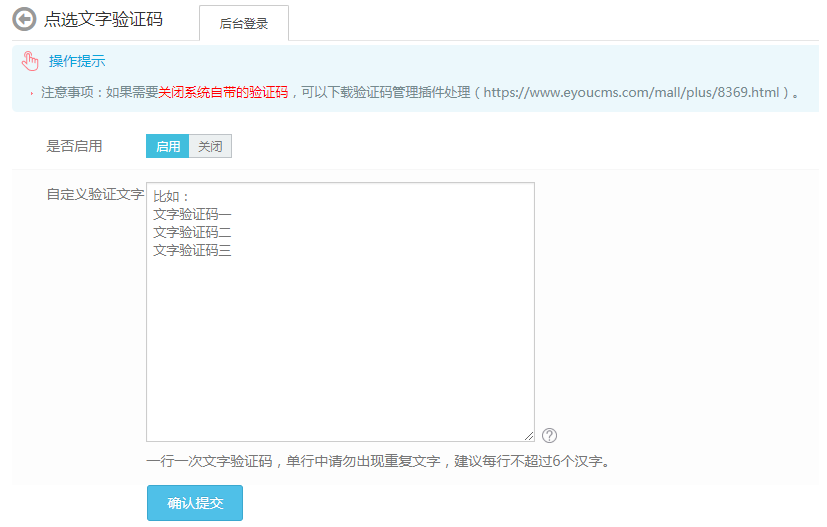 点选文字验证码
后台登录
操作提示
· 注意事项：如果需要关闭系统自带的验证码，可以下载验证码管理插件处理（https://www.eyoucms.com/mall/plus/8369.html）。
是否启用
启用 关闭
自定义验证文字
比如：
文字验证码一
文字验证码二
文字验证码三
?
一行一次文字验证码，单行中请勿出现重复文字，建议每行不超过6个汉字。
确认提交